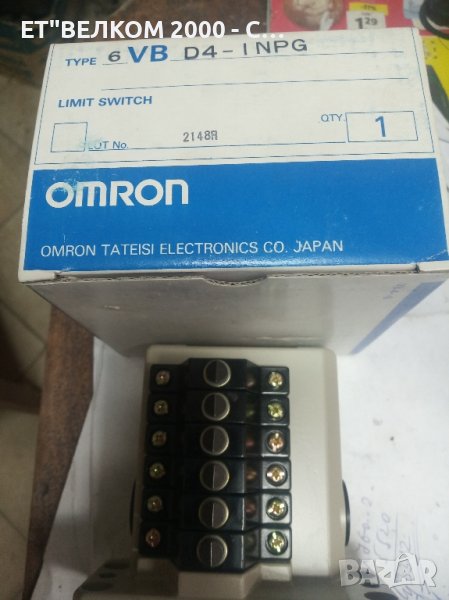 ЕТ"ВЕЛКОМ 2000 - С...
1.29
TYPE 6 VB D4-1NPG
LIMIT SWITCH
LOT No. 2148R
QTY. 1
OMRON
OMRON TATEISI ELECTRONICS CO. JAPAN
BAZAR